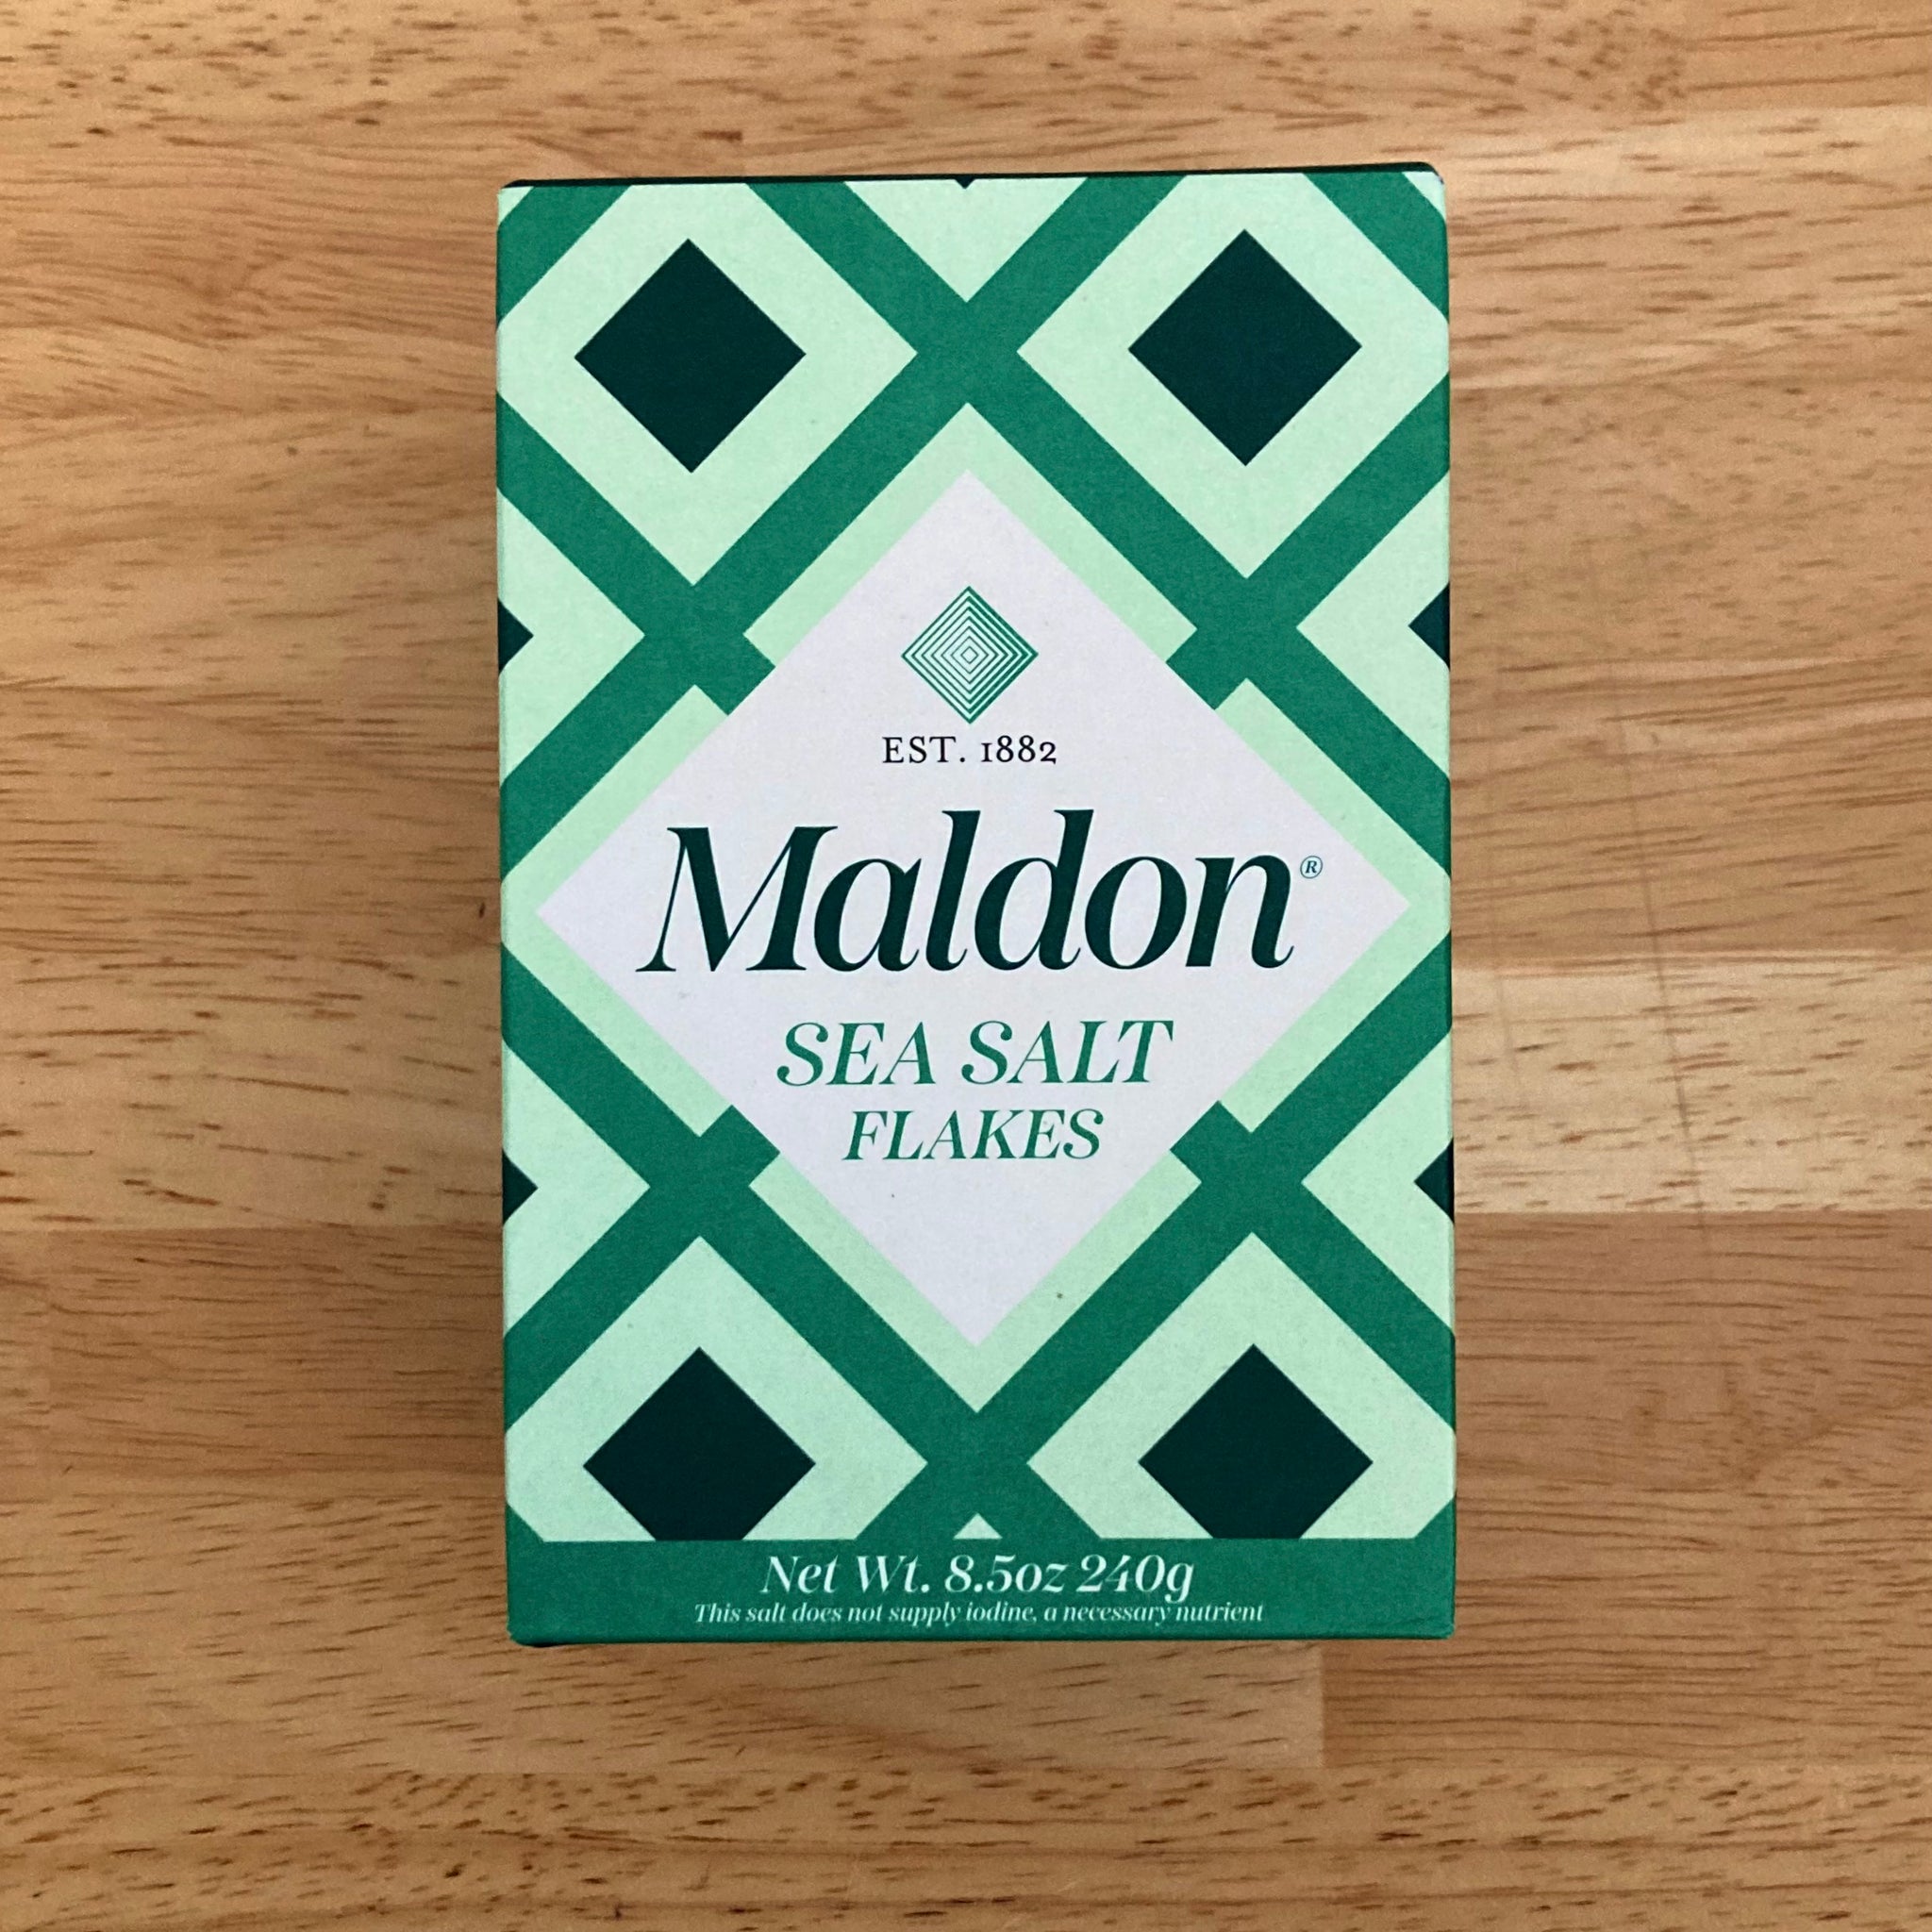 EST. 1882
Maldon®
SEA SALT
FLAKES
Net Wt. 8.5oz 240g
This salt does not supply iodine, a necessary nutrient